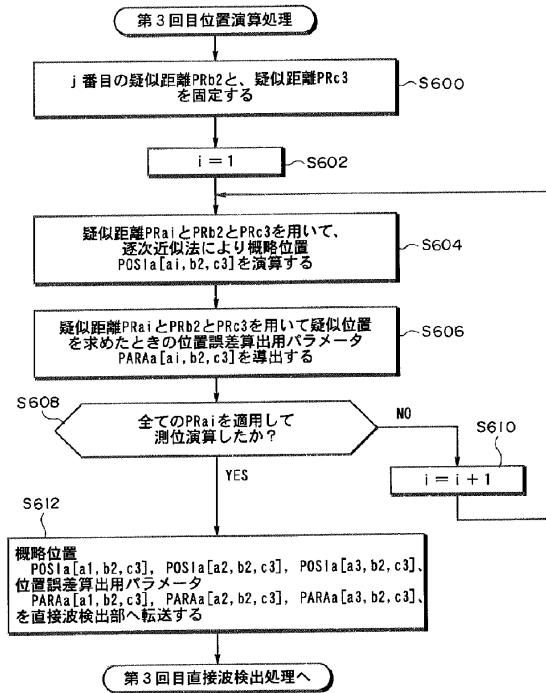 第３回目位置演算処理
ｊ番目の疑似距離PRb2と、疑似距離PRc3
を固定する
S600
ｉ＝１
S602
疑似距離PRaiとPRb2とPRc3を用いて、
逐次近似法により概略位置
POSIa[ai,b2,c3]を演算する
S604
疑似距離PRaiとPRb2とPRc3を用いて疑似位置
を求めたときの位置誤差算出用パラメータ
PARAa[ai,b2,c3]を導出する
S606
S608
全てのPRaiを適用して
測位演算したか？
NO
S610
ｉ＝ｉ＋１
YES
S612
概略位置
POSIa[a1,b2,c3], POSIa[a2,b2,c3], POSIa[a3,b2,c3]、
位置誤差算出用パラメータ
PARAa[a1,b2,c3], PARAa[a2,b2,c3], PARAa[a3,b2,c3]、
を直接波検出部へ転送する
第３回目直接波検出処理へ